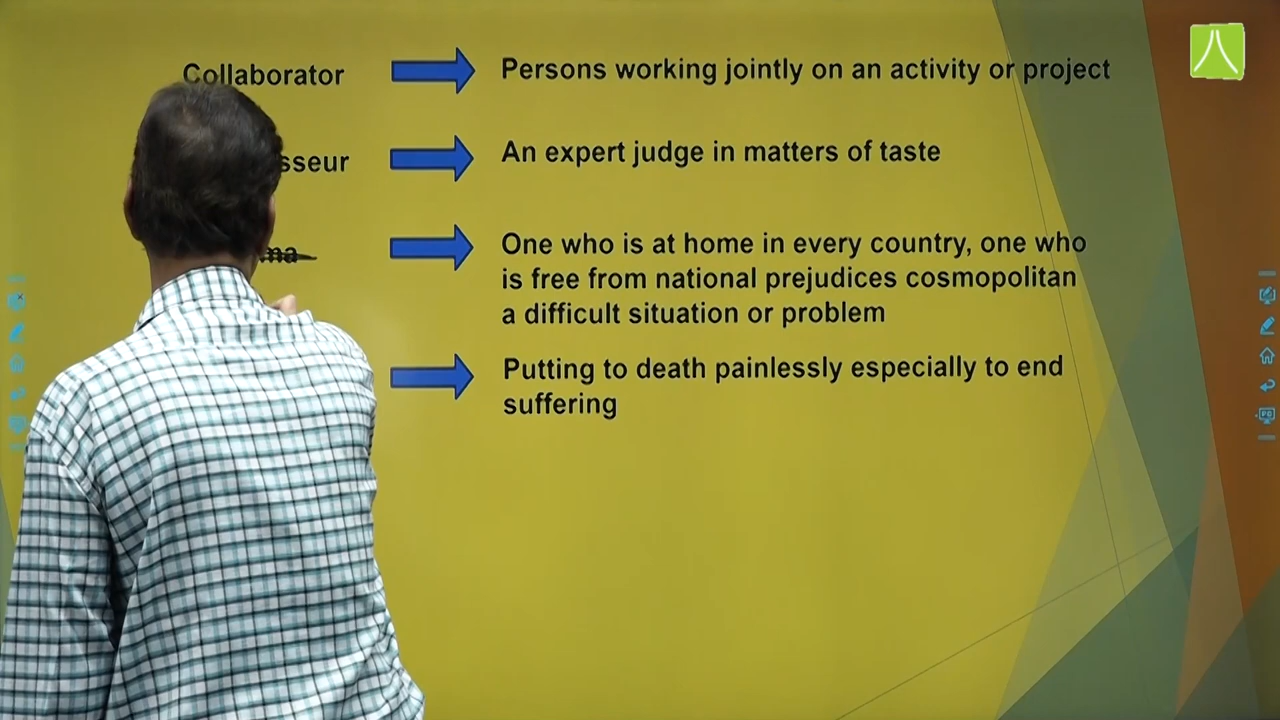 Collaborator Persons working jointly on an activity or project
sseur An expert judge in matters of taste
ma One who is at home in every country, one who
is free from national prejudices cosmopolitan
a difficult situation or problem
Putting to death painlessly especially to end
suffering